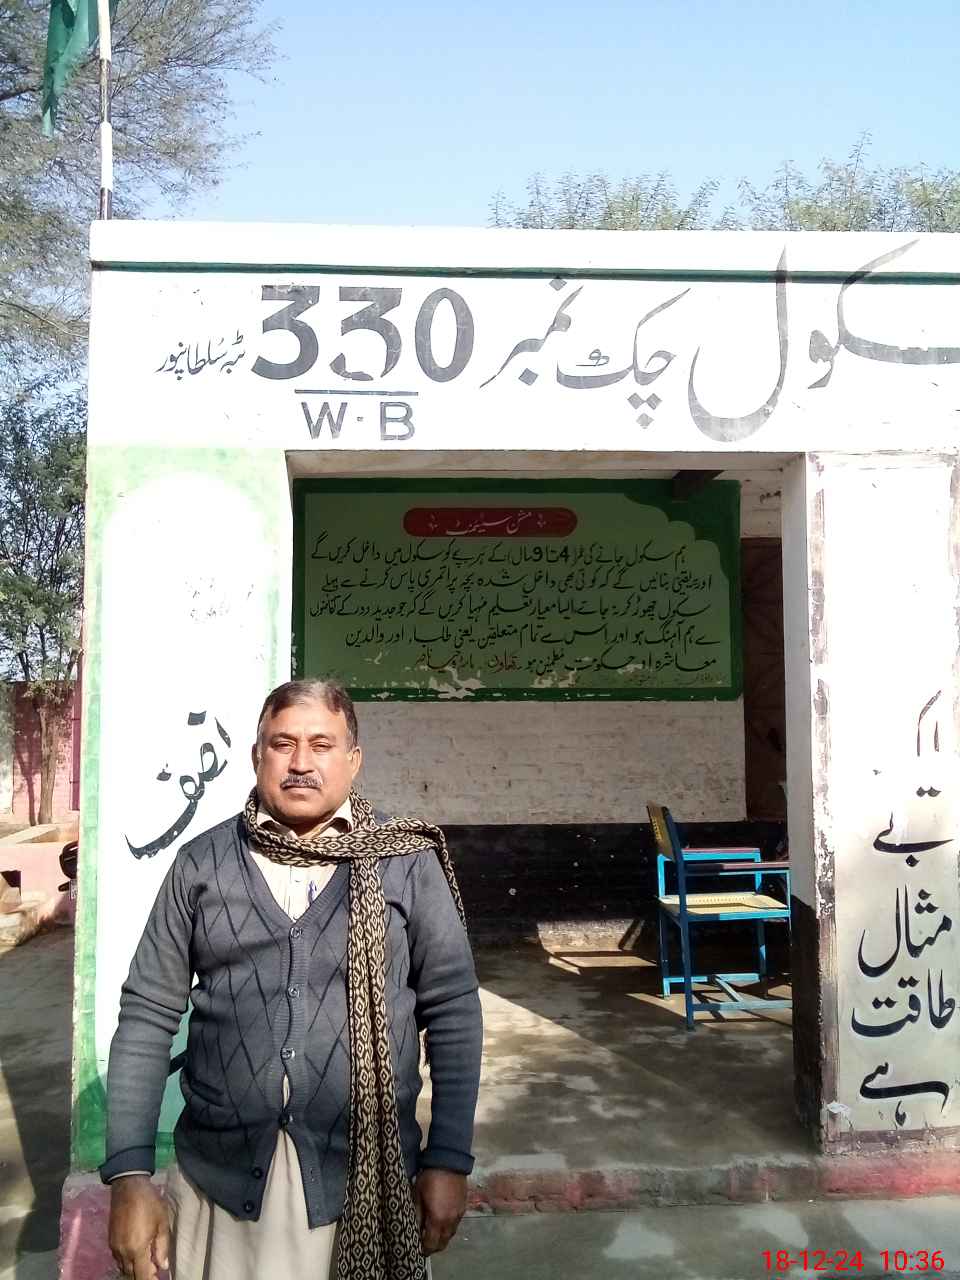 سکول چک نمبر 330 ٹبہ سُلطانپور
W-B
مشن سٹیٹمنٹ
ہم سکول جانے کی عمر (4 تا 9 سال) کے ہر بچے کو سکول میں داخل کریں گے
اور یقینی بنائیں گے کہ کوئی بھی داخل شدہ بچہ پرائمری پاس کرنے سے پہلے
سکول چھوڑ کر نہ جائے ایسا معیار تعلیم مہیا کریں گے کہ جو جدید دور کے تقاضوں
سے ہم آہنگ ہو اور اس سے تمام متعلقین یعنی طلباء اور والدین
معاشرہ اور حکومت مطمئن ہو تعاون
نصف
بے
مثال
طاقت
ہے
18-12-24 10:36